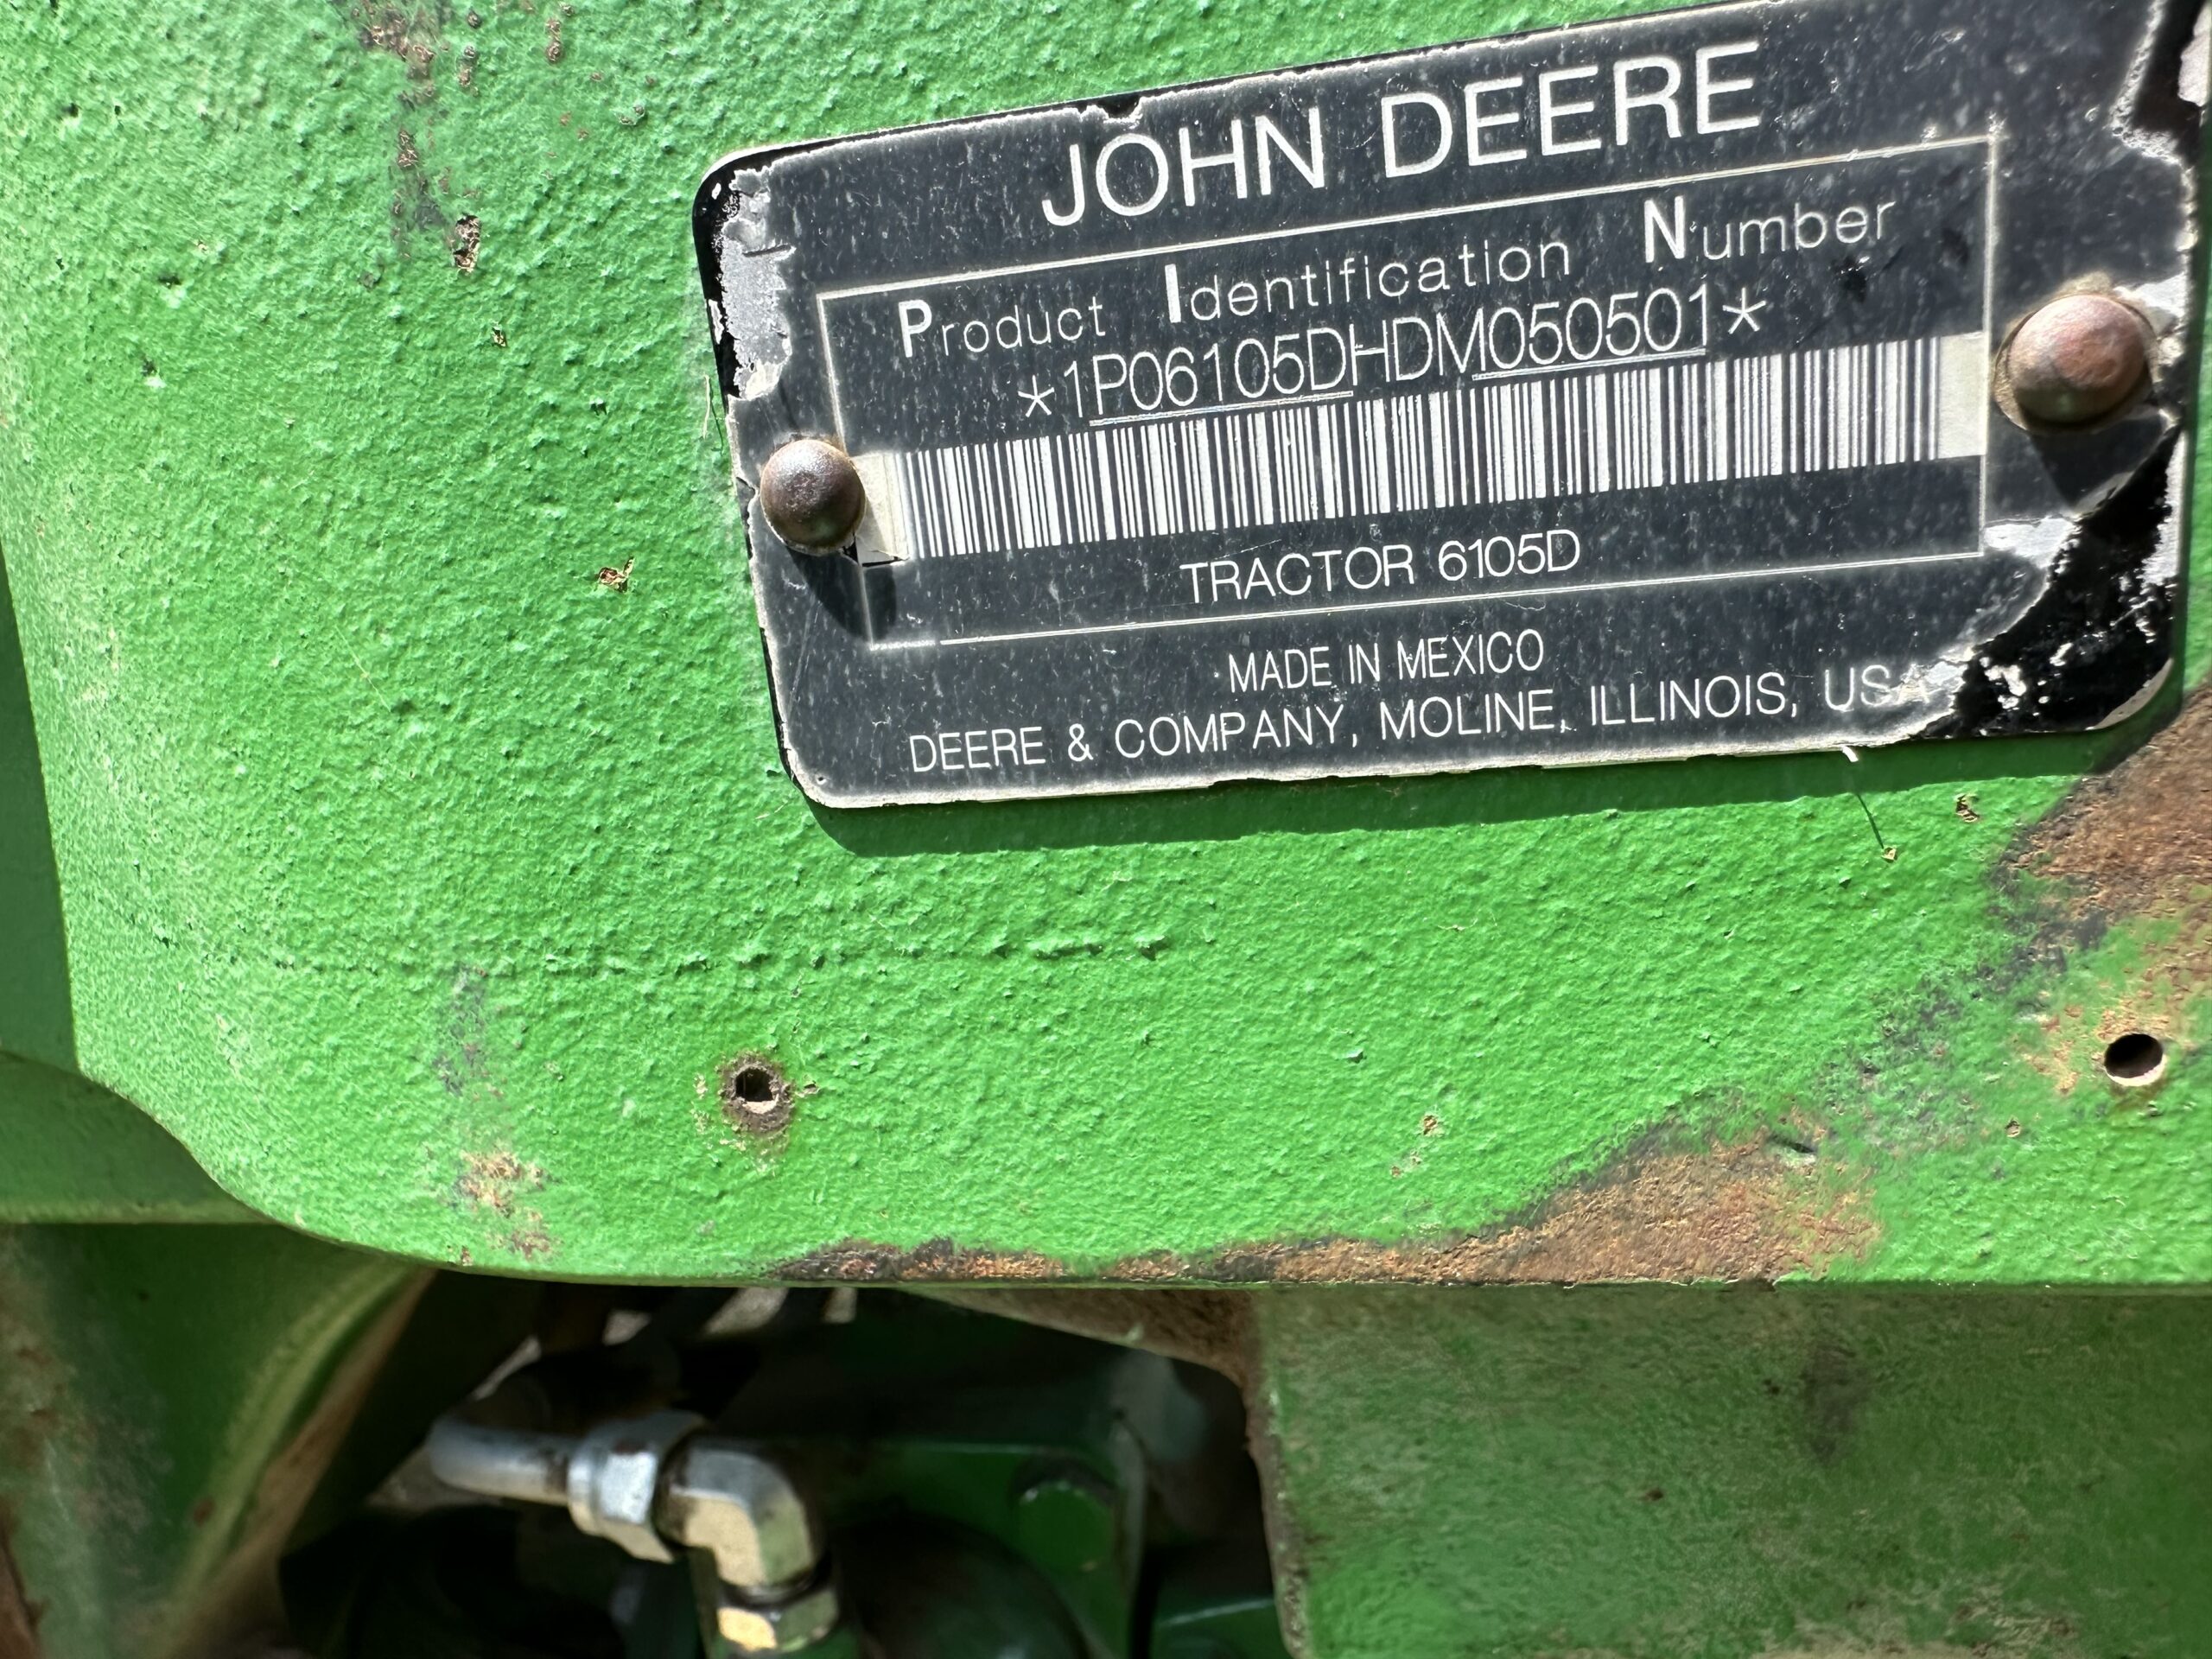 JOHN DEERE
Product Identification Number
*1P06105DHDM050501*
TRACTOR 6105D
MADE IN MEXICO
DEERE & COMPANY, MOLINE, ILLINOIS, USA